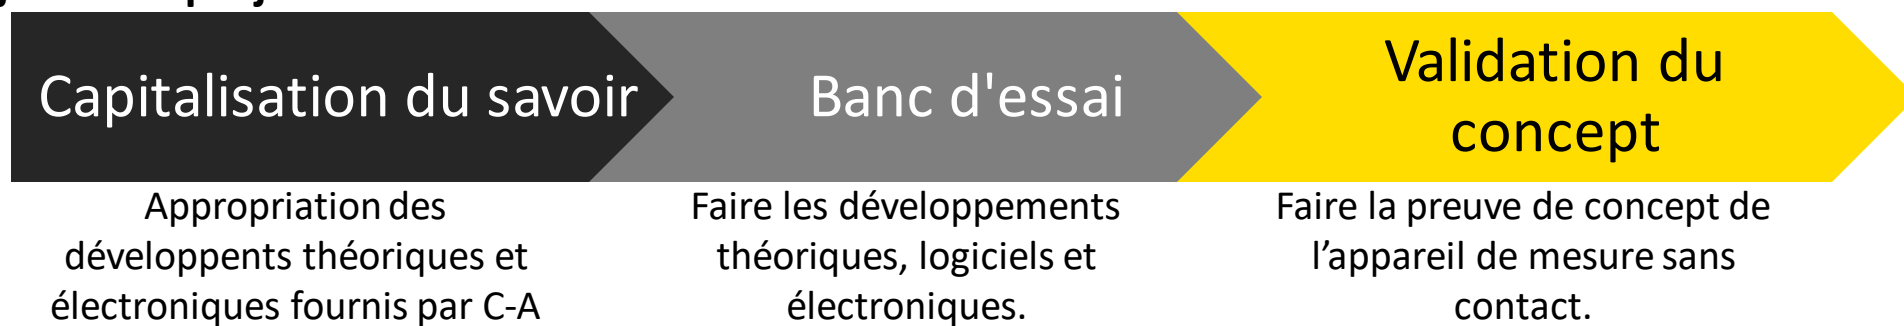 Capitalisation du savoir
Banc d'essai
Validation du
concept
Appropriation des
développents théoriques et
électroniques fournis par C-A
Faire les développements
théoriques, logiciels et
électroniques.
Faire la preuve de concept de
l’appareil de mesure sans
contact.